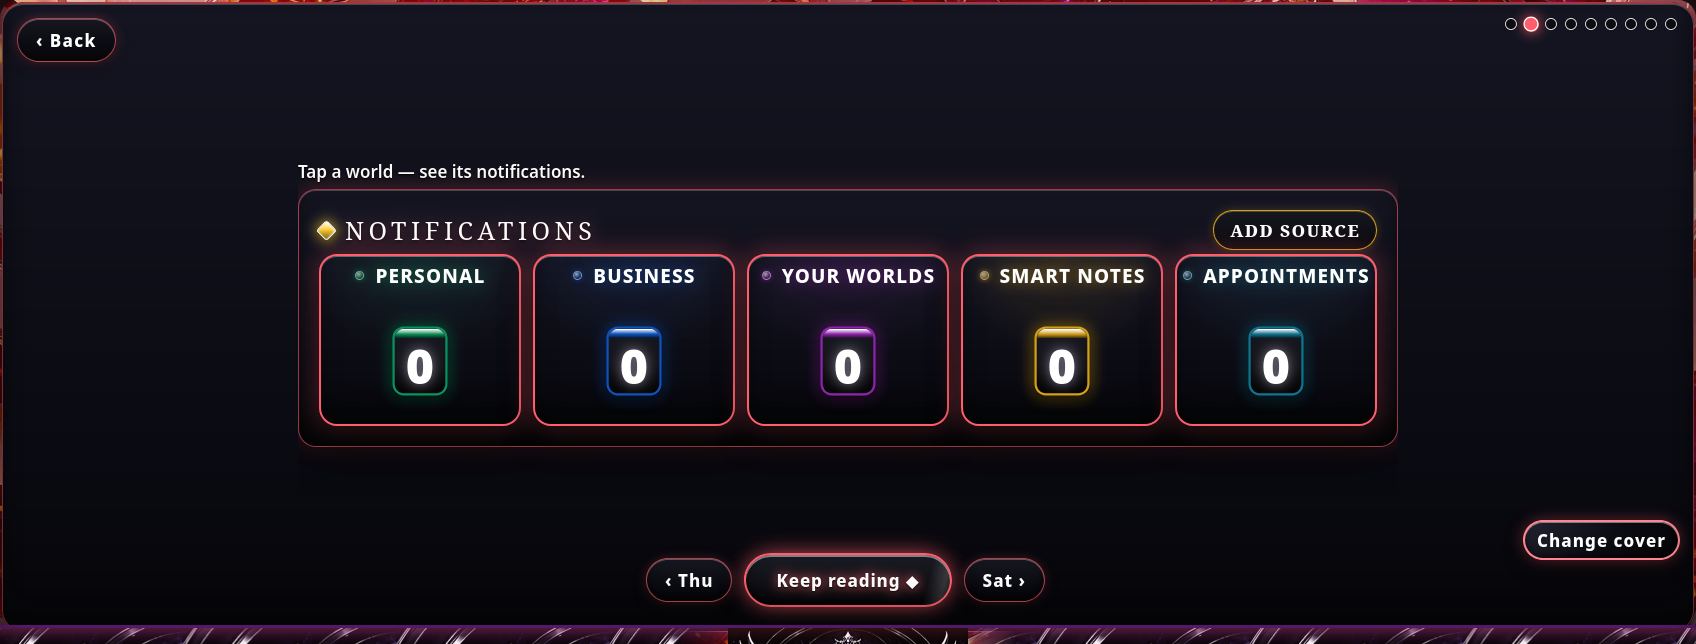 ‹ Back
Tap a world — see its notifications.
NOTIFICATIONS
ADD SOURCE
PERSONAL
BUSINESS
YOUR WORLDS
SMART NOTES
APPOINTMENTS
0
0
0
0
0
Change cover
‹ Thu
Keep reading ◆
Sat ›